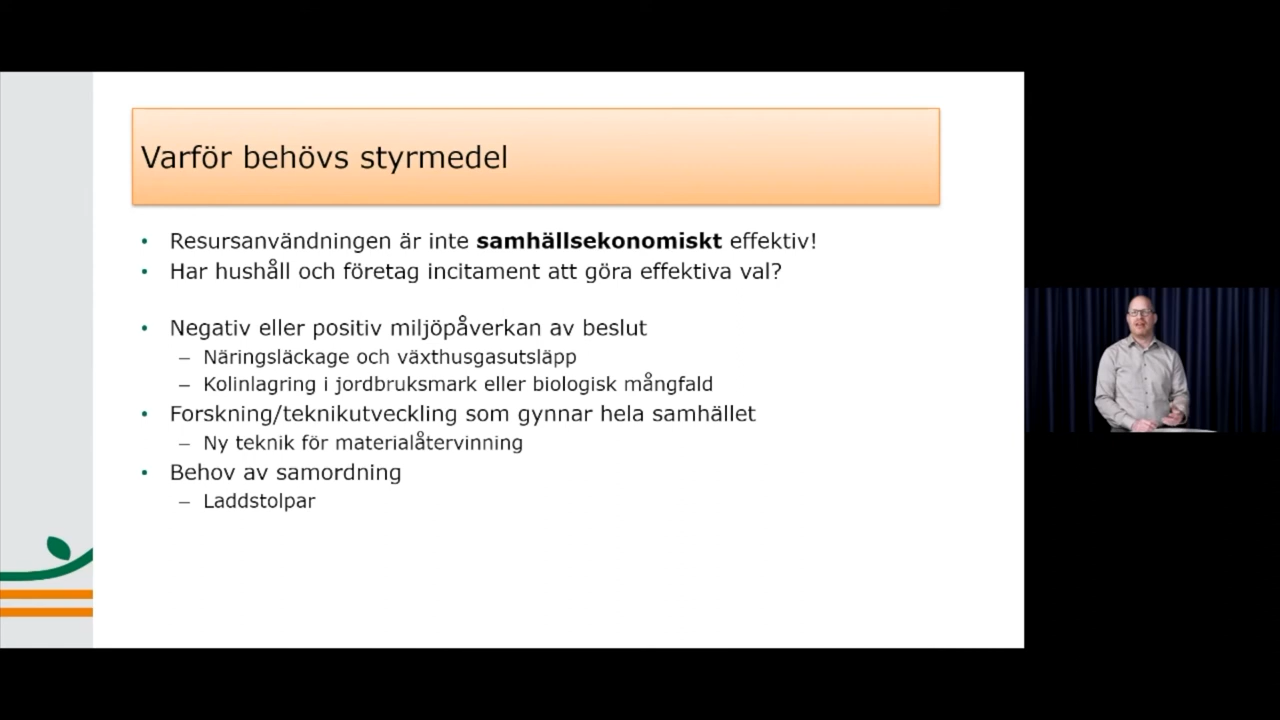 Varför behövs styrmedel
• Resursanvändningen är inte samhällsekonomiskt effektiv!
• Har hushåll och företag incitament att göra effektiva val?
• Negativ eller positiv miljöpåverkan av beslut
– Näringsläckage och växthusgasutsläpp
– Kolinlagring i jordbruksmark eller biologisk mångfald
• Forskning/teknikutveckling som gynnar hela samhället
– Ny teknik för materialåtervinning
• Behov av samordning
– Laddstolpar